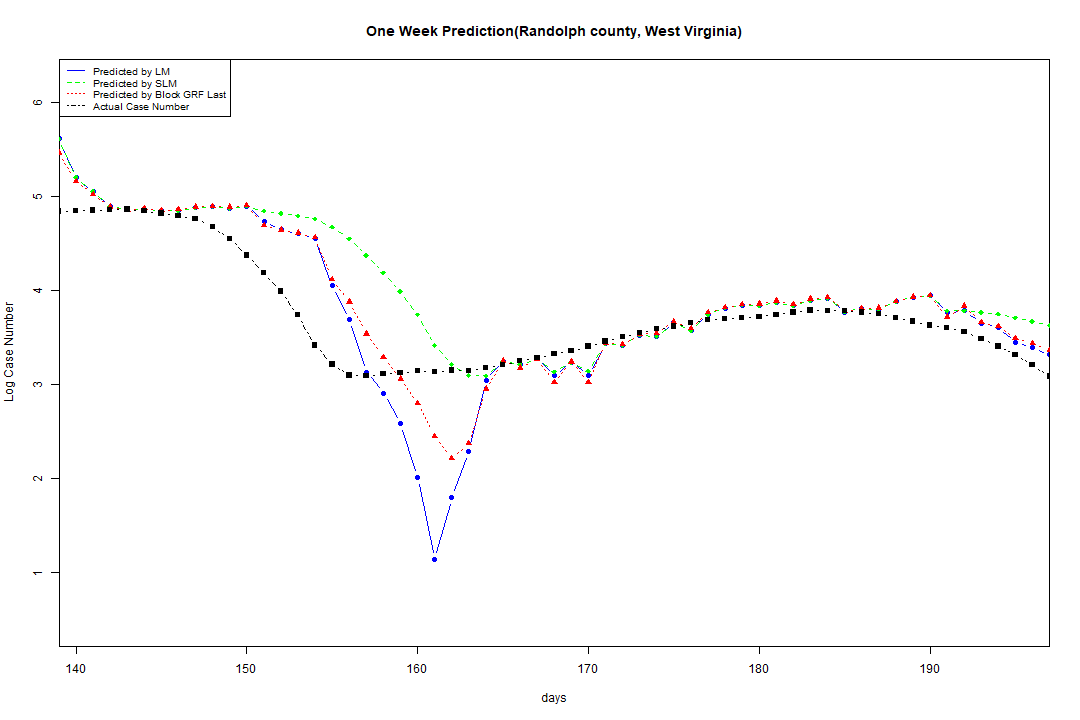 One Week Prediction(Randolph county, West Virginia)
Predicted by LM
Predicted by SLM
Predicted by Block GRF Last
Actual Case Number
Log Case Number
6
5
4
3
2
1
140 150 160 170 180 190
days